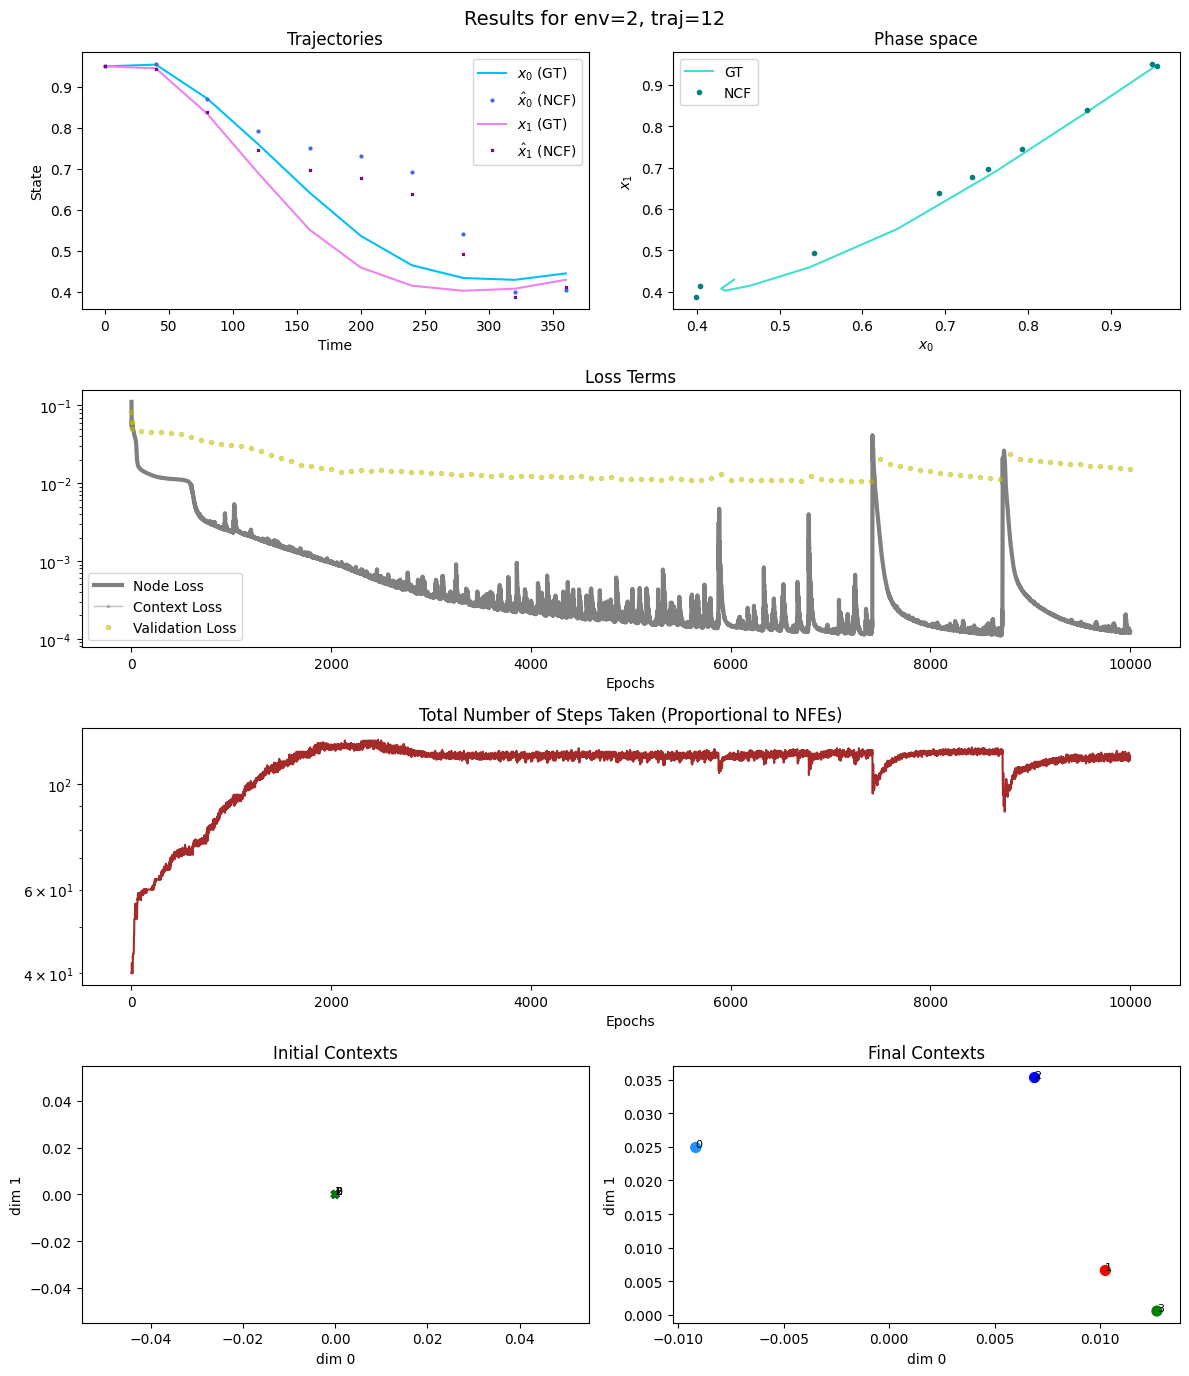 Results for env=2, traj=12
Trajectories
State
0.9
0.8
0.7
0.6
0.5
0.4
x₀ (GT)
x̂₀ (NCF)
x₁ (GT)
x̂₁ (NCF)
0 50 100 150 200 250 300 350
Time
Phase space
x₁
0.9
0.8
0.7
0.6
0.5
0.4
GT
NCF
0.4 0.5 0.6 0.7 0.8 0.9
x₀
Loss Terms
10⁻¹
10⁻²
10⁻³
10⁻⁴
Node Loss
Context Loss
Validation Loss
0 2000 4000 6000 8000 10000
Epochs
Total Number of Steps Taken (Proportional to NFEs)
10²
6 × 10¹
4 × 10¹
0 2000 4000 6000 8000 10000
Epochs
Initial Contexts
dim 1
0.04
0.02
0.00
−0.02
−0.04
−0.04 −0.02 0.00 0.02 0.04
dim 0
Final Contexts
dim 1
0.035
0.030
0.025
0.020
0.015
0.010
0.005
0.000
2
0
1
3
−0.010 −0.005 0.000 0.005 0.010
dim 0